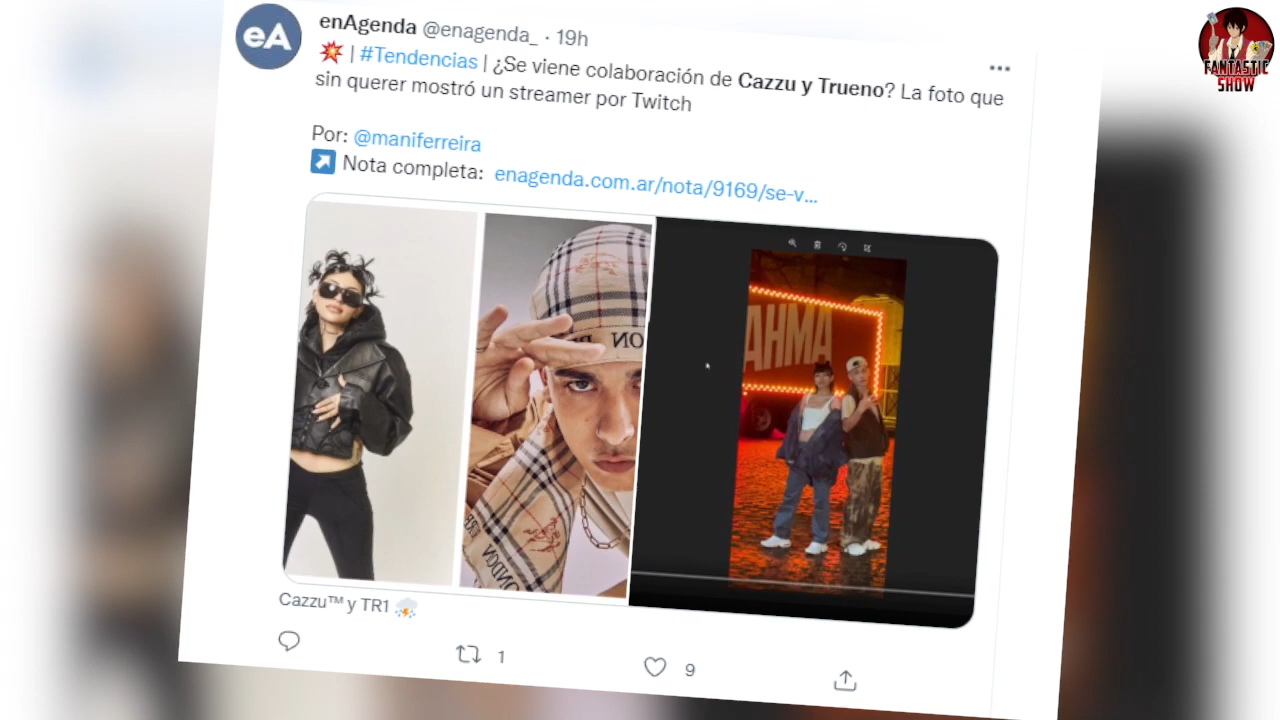 eA
enAgenda @enagenda_ · 19h
| #Tendencias | ¿Se viene colaboración de Cazzu y Trueno? La foto que
sin querer mostró un streamer por Twitch
Por: @maniferreira
Nota completa: enagenda.com.ar/nota/9169/se-v...
AHMA
NDON
Cazzu™ y TR1
1
9
FANTASTIC
SHOW